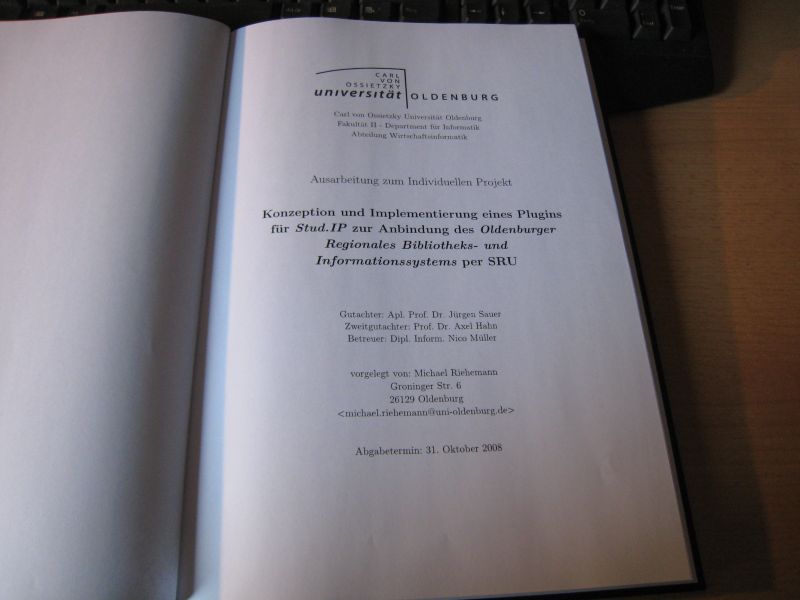 CARL
VON
OSSIETZKY
universität OLDENBURG
Carl von Ossietzky Universität Oldenburg
Fakultät II - Department für Informatik
Abteilung Wirtschaftsinformatik
Ausarbeitung zum Individuellen Projekt
Konzeption und Implementierung eines Plugins
für Stud.IP zur Anbindung des Oldenburger
Regionales Bibliotheks- und
Informationssystems per SRU
Gutachter: Apl. Prof. Dr. Jürgen Sauer
Zweitgutachter: Prof. Dr. Axel Hahn
Betreuer: Dipl. Inform. Nico Müller
vorgelegt von: Michael Riehemann
Groninger Str. 6
26129 Oldenburg
<michael.riehemann@uni-oldenburg.de>
Abgabetermin: 31. Oktober 2008